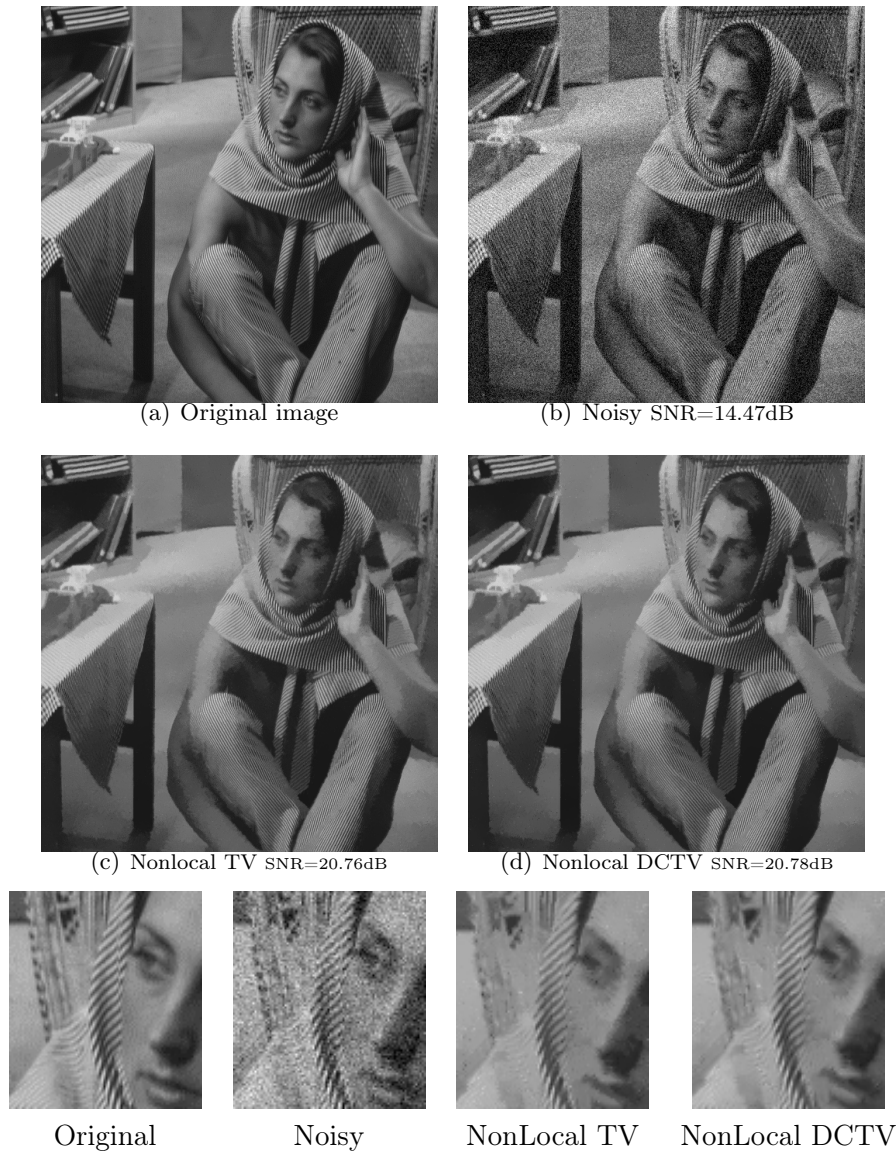 (a) Original image
(b) Noisy SNR=14.47dB
(c) Nonlocal TV SNR=20.76dB
(d) Nonlocal DCTV SNR=20.78dB
Original
Noisy
NonLocal TV
NonLocal DCTV